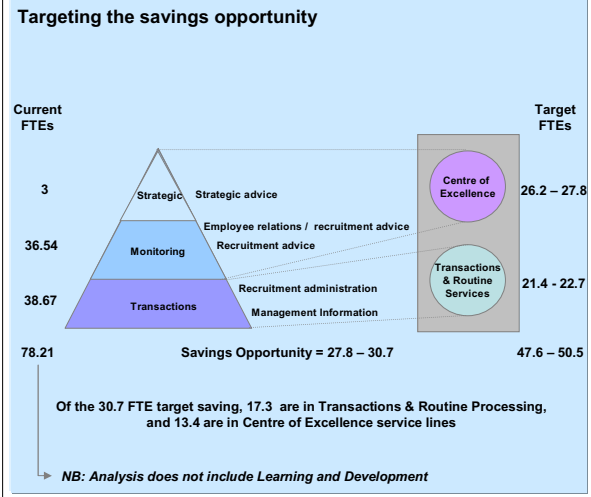 Targeting the savings opportunity
Current
FTEs
Target
FTEs
3
Strategic
Strategic advice
Centre of
Excellence
26.2 – 27.8
Employee relations / recruitment advice
36.54
Monitoring
Recruitment advice
Transactions
& Routine
Services
21.4 - 22.7
38.67
Transactions
Recruitment administration
Management Information
78.21
Savings Opportunity = 27.8 – 30.7
47.6 – 50.5
Of the 30.7 FTE target saving, 17.3 are in Transactions & Routine Processing,
and 13.4 are in Centre of Excellence service lines
NB: Analysis does not include Learning and Development